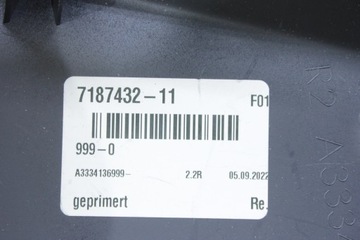 7187432-11 F01
999-0
A3334136999- 2.2R 05.09.2022
geprimert Re.